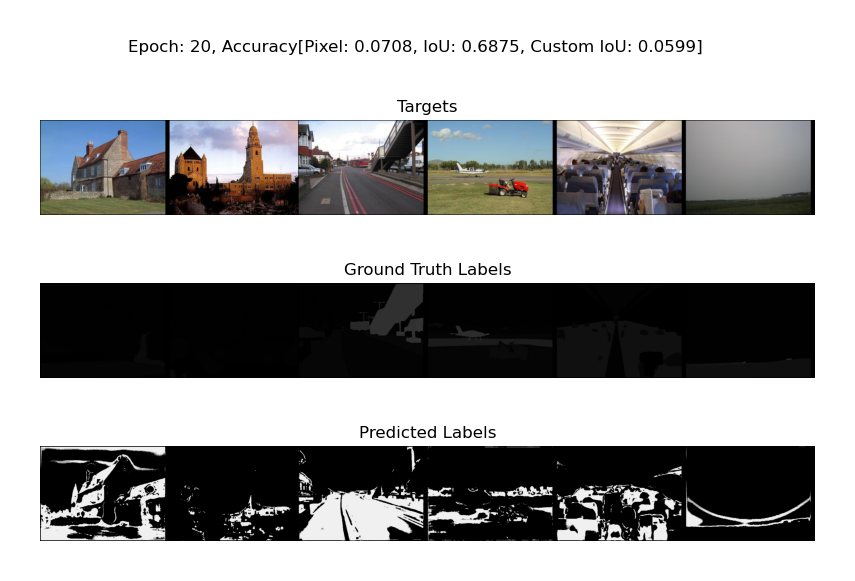 Epoch: 20, Accuracy[Pixel: 0.0708, IoU: 0.6875, Custom IoU: 0.0599]
Targets
Ground Truth Labels
Predicted Labels